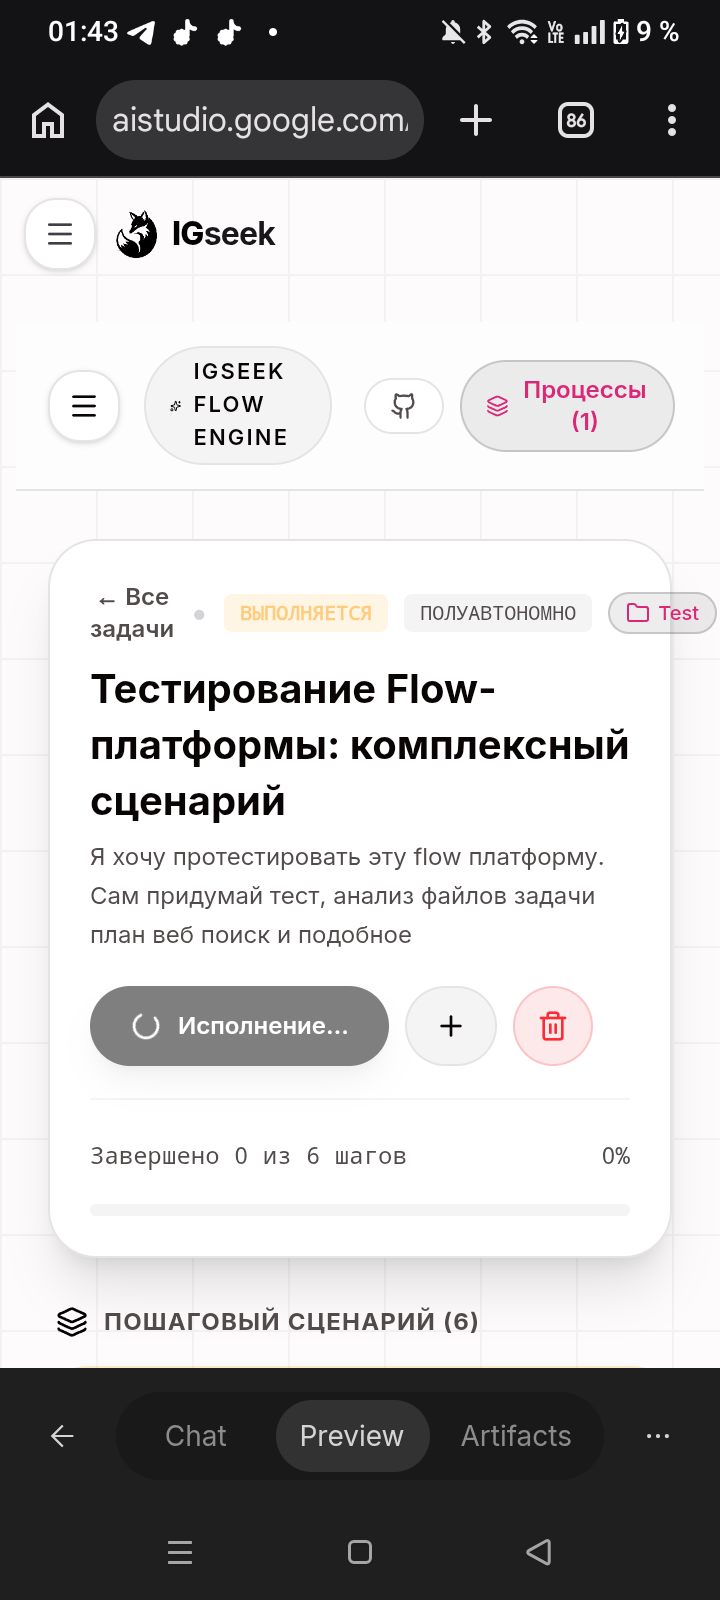 01:43 Vo LTE 9 %
aistudio.google.com/ 86
IGseek
IGSEEK
FLOW
ENGINE
Процессы
(1)
← Все
задачи
ВЫПОЛНЯЕТСЯ
ПОЛУАВТОНОМНО
Test
Тестирование Flow-
платформы: комплексный
сценарий
Я хочу протестировать эту flow платформу.
Сам придумай тест, анализ файлов задачи
план веб поиск и подобное
Исполнение...
Завершено 0 из 6 шагов 0%
ПОШАГОВЫЙ СЦЕНАРИЙ (6)
Chat Preview Artifacts